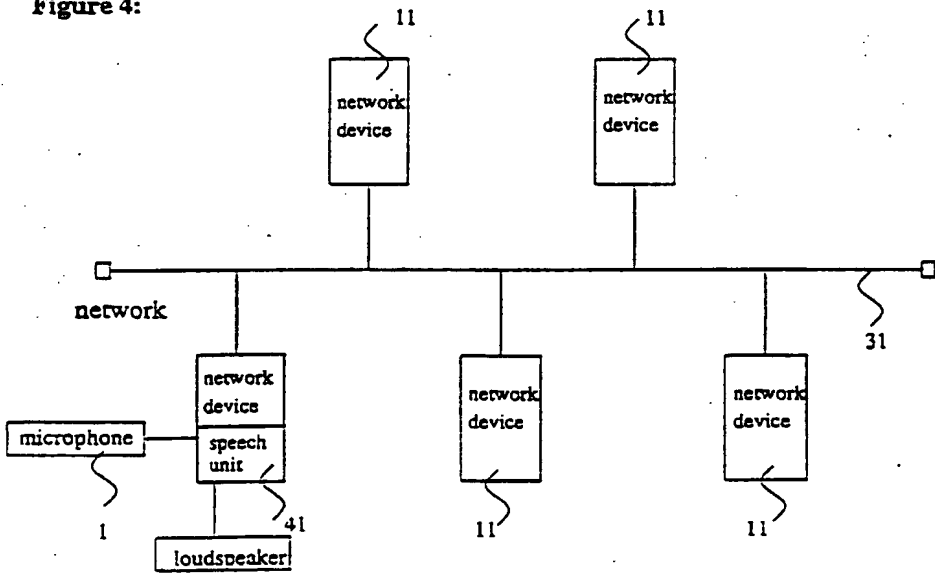 Figure 4:
11
11
network
device
network
device
network
31
network
device
network
device
network
device
microphone
speech
unit
1
41
11
11
loudspeaker